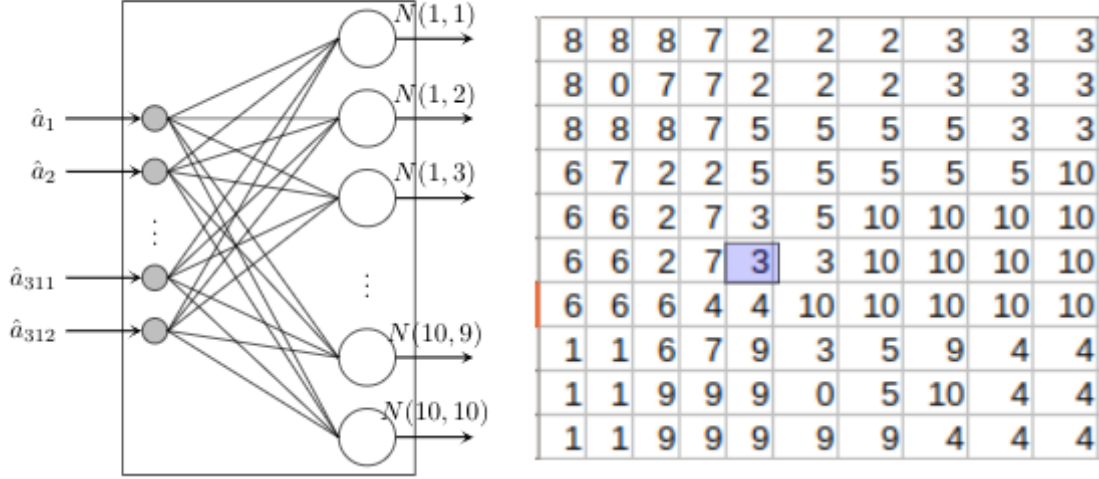 N(1, 1)
N(1, 2)
â1
N(1, 3)
â2
⋮
⋮
â311
N(10, 9)
â312
N(10, 10)
8 8 8 7 2 2 2 3 3 3
8 0 7 7 2 2 2 3 3 3
8 8 8 7 5 5 5 5 3 3
6 7 2 2 5 5 5 5 5 10
6 6 2 7 3 5 10 10 10 10
6 6 2 7 3 3 10 10 10 10
6 6 6 4 4 10 10 10 10 10
1 1 6 7 9 3 5 9 4 4
1 1 9 9 9 0 5 10 4 4
1 1 9 9 9 9 9 4 4 4